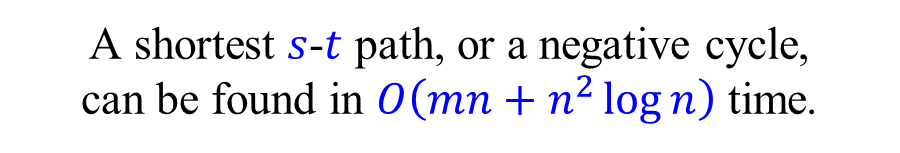 A shortest s-t path, or a negative cycle,
can be found in O(mn + n² log n) time.